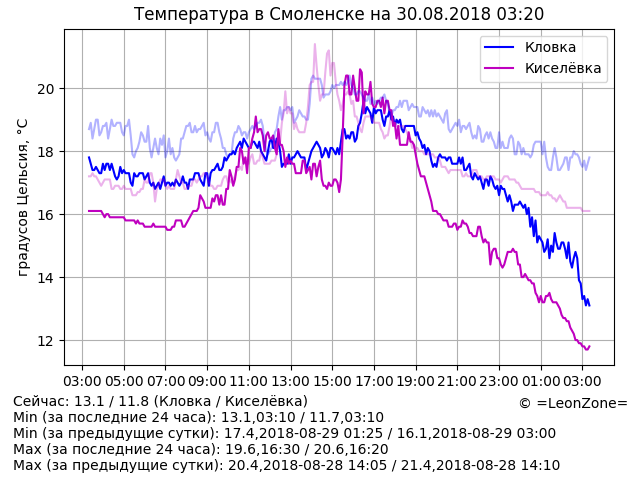 Температура в Смоленске на 30.08.2018 03:20
Кловка
Киселёвка
градусов Цельсия, °C
20
18
16
14
12
03:00 05:00 07:00 09:00 11:00 13:00 15:00 17:00 19:00 21:00 23:00 01:00 03:00
Сейчас: 13.1 / 11.8 (Кловка / Киселёвка)
© =LeonZone=
Min (за последние 24 часа): 13.1,03:10 / 11.7,03:10
Min (за предыдущие сутки): 17.4,2018-08-29 01:25 / 16.1,2018-08-29 03:00
Max (за последние 24 часа): 19.6,16:30 / 20.6,16:20
Max (за предыдущие сутки): 20.4,2018-08-28 14:05 / 21.4,2018-08-28 14:10